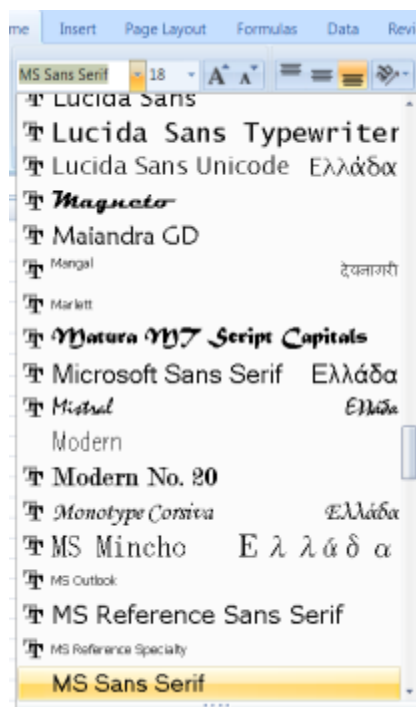 me Insert Page Layout Formulas Data Revi
MS Sans Serif 18 A A
Lucida Sans
Lucida Sans Typewriter
Lucida Sans Unicode Ελλάδα
Magneto
Maiandra GD
Mangal देवनागरी
Marlett
Matura MT Script Capitals
Microsoft Sans Serif Ελλάδα
Mistral Ελλάδα
Modern
Modern No. 20
Monotype Corsiva Ελλάδα
MS Mincho Ελλάδα
MS Outlook
MS Reference Sans Serif
MS Reference Specialty
MS Sans Serif